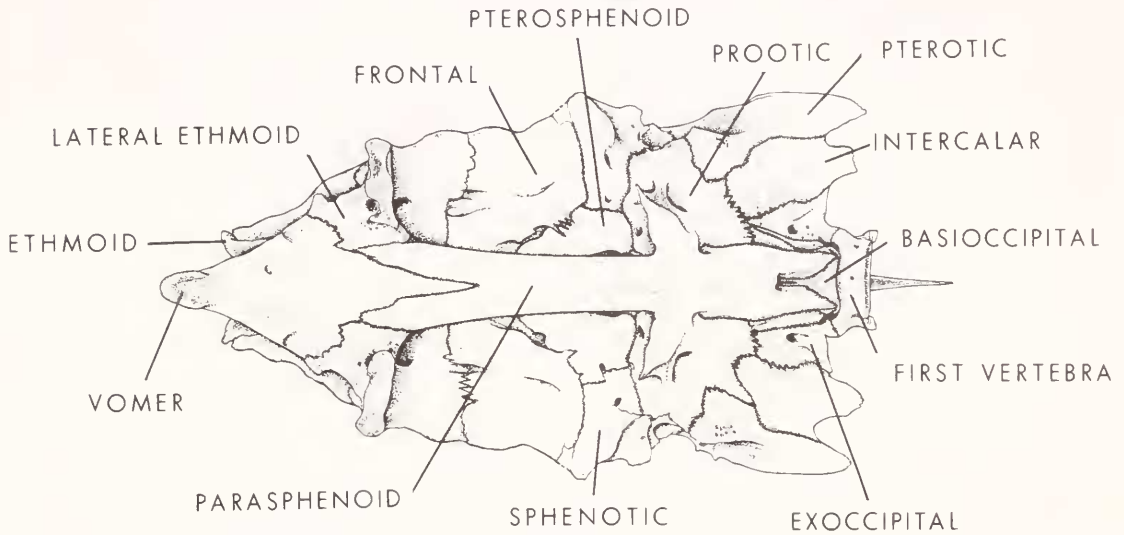 PTEROSPHENOID
PROOTIC
PTEROTIC
FRONTAL
LATERAL ETHMOID
INTERCALAR
ETHMOID
BASIOCCIPITAL
FIRST VERTEBRA
VOMER
PARASPHENOID
SPHENOTIC
EXOCCIPITAL